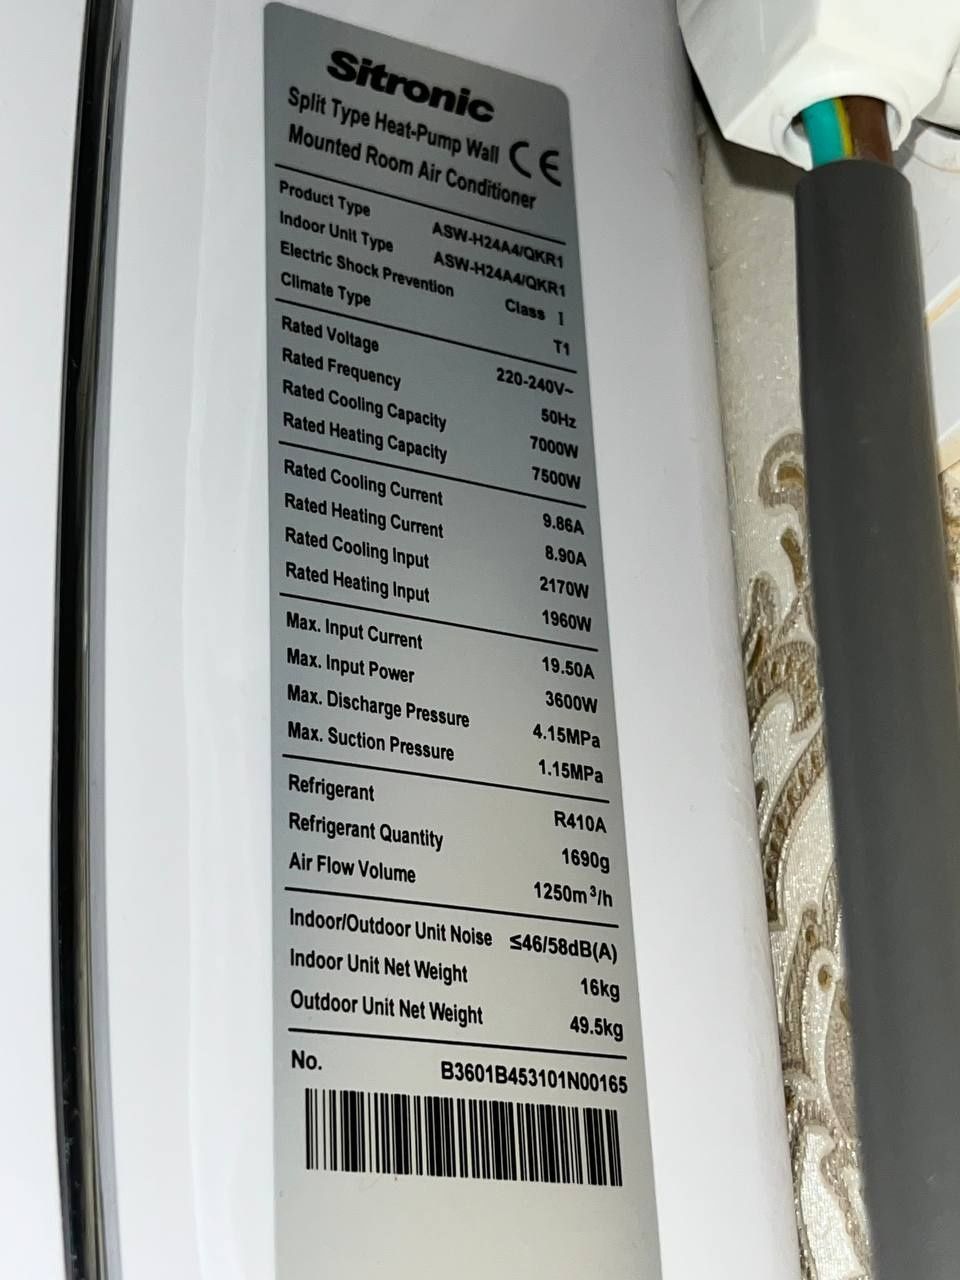 Sitronic
Split Type Heat-Pump Wall
Mounted Room Air Conditioner
CE
Product Type ASW-H24A4/QKR1
Indoor Unit Type ASW-H24A4/QKR1
Electric Shock Prevention Class I
Climate Type T1
Rated Voltage 220-240V~
Rated Frequency 50Hz
Rated Cooling Capacity 7000W
Rated Heating Capacity 7500W
Rated Cooling Current 9.86A
Rated Heating Current 8.90A
Rated Cooling Input 2170W
Rated Heating Input 1960W
Max. Input Current 19.50A
Max. Input Power 3600W
Max. Discharge Pressure 4.15MPa
Max. Suction Pressure 1.15MPa
Refrigerant R410A
Refrigerant Quantity 1690g
Air Flow Volume 1250m³/h
Indoor/Outdoor Unit Noise ≤46/58dB(A)
Indoor Unit Net Weight 16kg
Outdoor Unit Net Weight 49.5kg
No. B3601B453101N00165